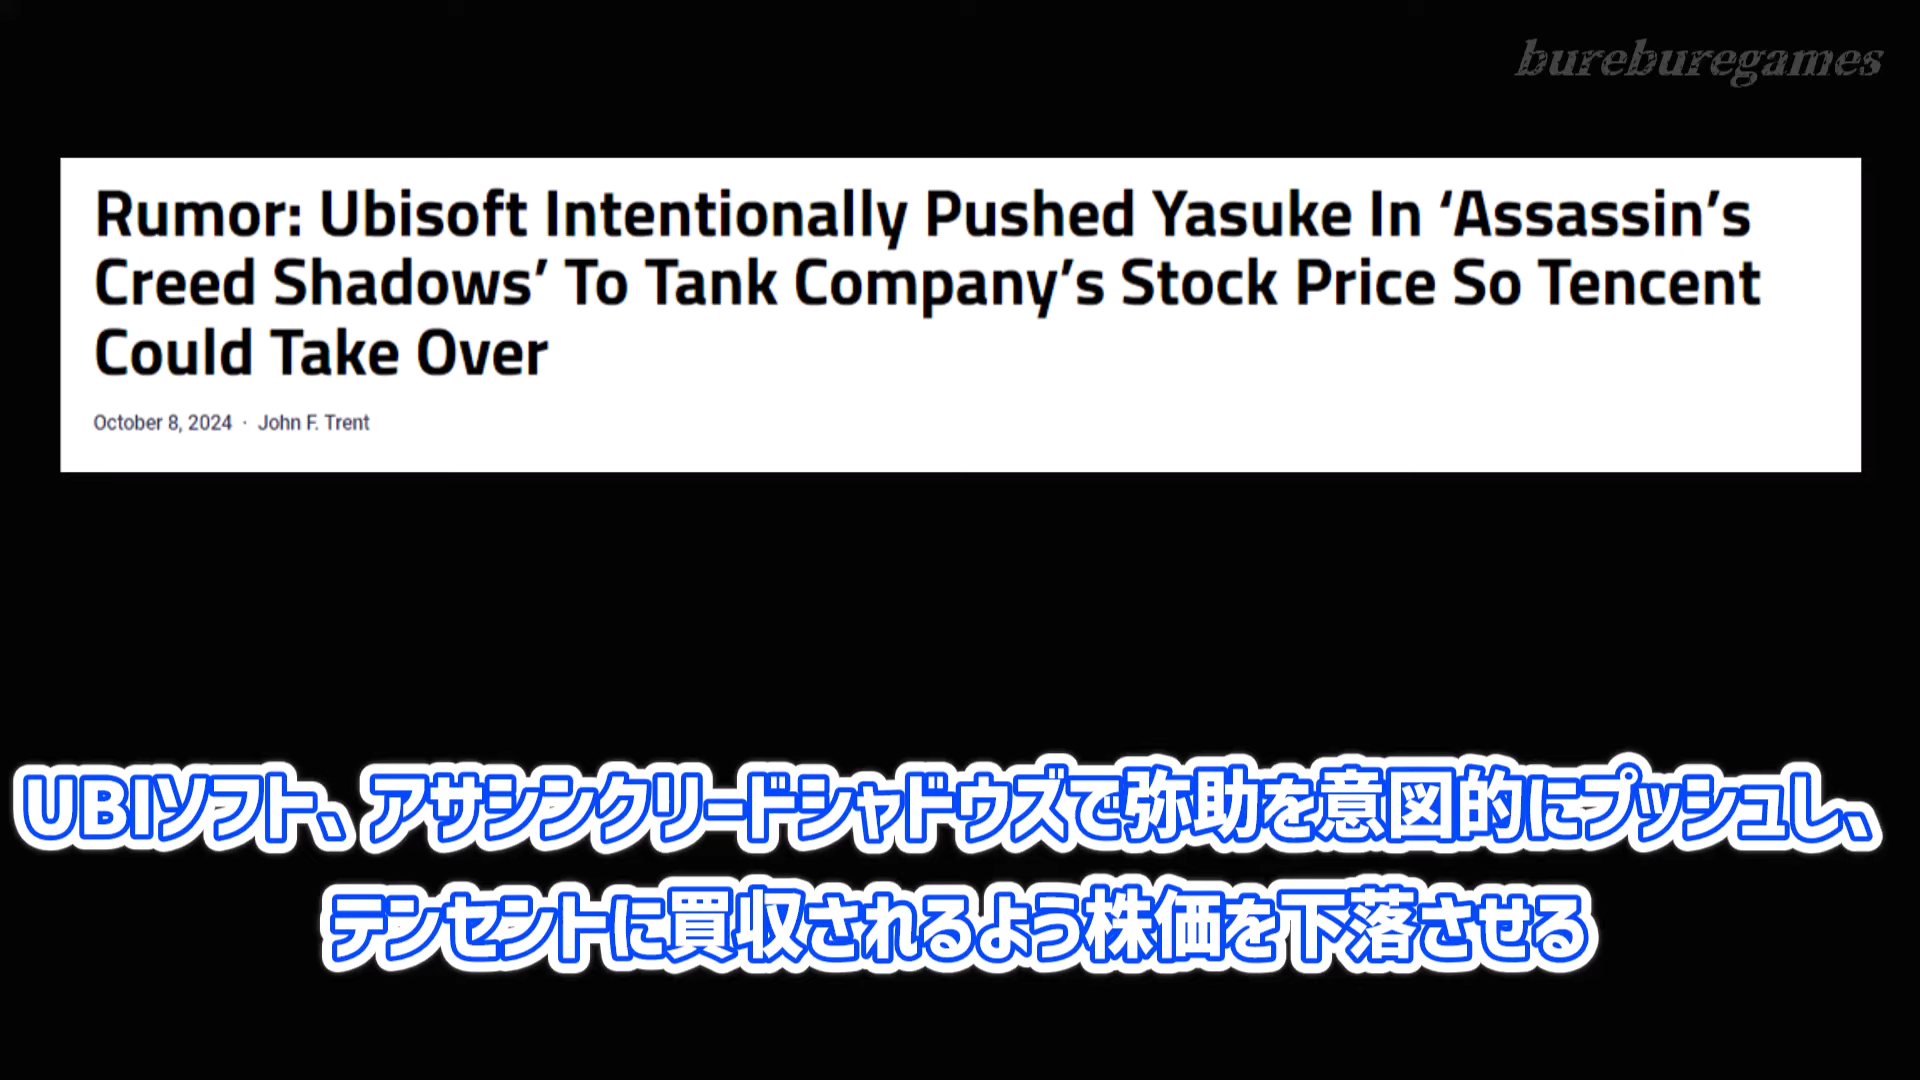 bureburegames
Rumor: Ubisoft Intentionally Pushed Yasuke In ‘Assassin’s
Creed Shadows’ To Tank Company’s Stock Price So Tencent
Could Take Over
October 8, 2024 · John F. Trent
UBIソフト、アサシンクリードシャドウズで弥助を意図的にプッシュし、
テンセントに買収されるよう株価を下落させる